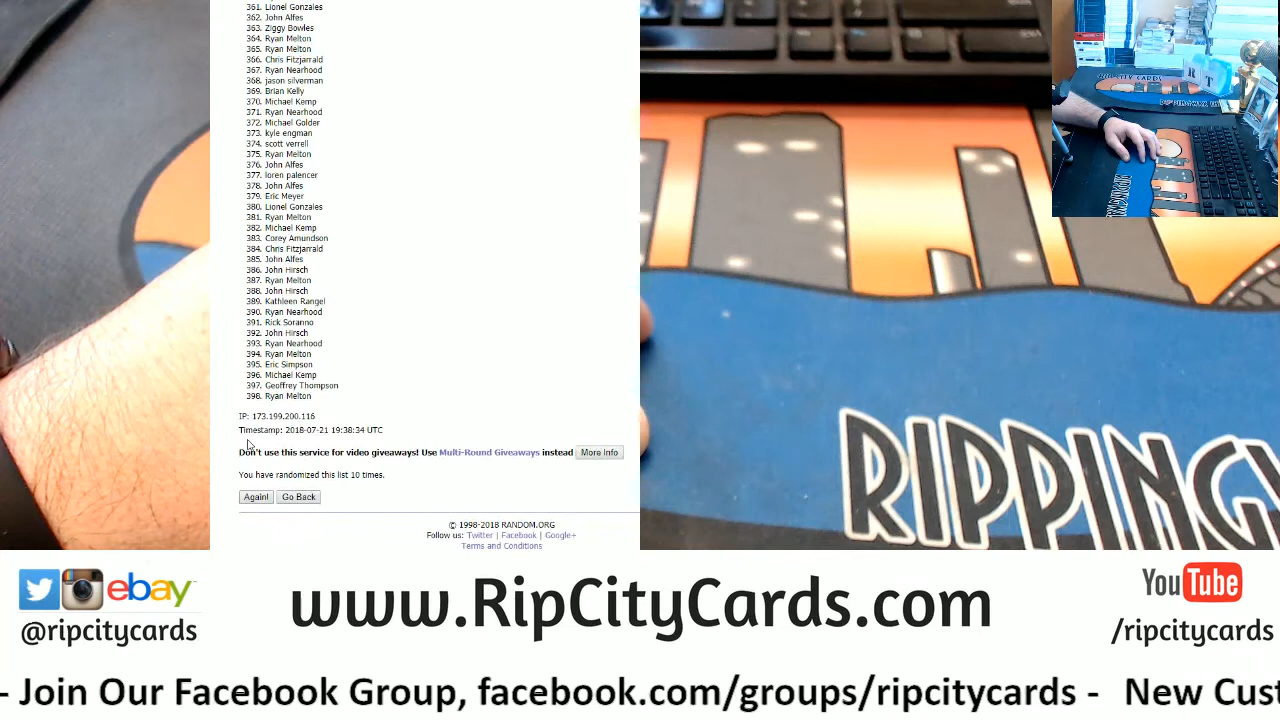 361. Lionel Gonzales
362. John Alfes
363. Ziggy Bowles
364. Ryan Melton
365. Ryan Melton
366. Chris Fitzjarrald
367. Ryan Nearhood
368. jason silverman
369. Brian Kelly
370. Michael Kemp
371. Ryan Nearhood
372. Michael Golder
373. kyle engman
374. scott verrell
375. Ryan Melton
376. John Alfes
377. loren palencer
378. John Alfes
379. Eric Meyer
380. Lionel Gonzales
381. Ryan Melton
382. Michael Kemp
383. Corey Amundson
384. Chris Fitzjarrald
385. John Alfes
386. John Hirsch
387. Ryan Melton
388. John Hirsch
389. Kathleen Rangel
390. Ryan Nearhood
391. Rick Soranno
392. John Hirsch
393. Ryan Nearhood
394. Ryan Melton
395. Eric Simpson
396. Michael Kemp
397. Geoffrey Thompson
398. Ryan Melton
IP: 173.199.200.116
Timestamp: 2018-07-21 19:38:34 UTC
Don't use this service for video giveaways! Use Multi-Round Giveaways instead More Info
You have randomized this list 10 times.
Again! Go Back
© 1998-2018 RANDOM.ORG
Follow us: Twitter | Facebook | Google+
Terms and Conditions
RIP CITY CARDS
R T
RIPPINGW
ebay
@ripcitycards
www.RipCityCards.com
YouTube
/ripcitycards
- Join Our Facebook Group, facebook.com/groups/ripcitycards - New Cust